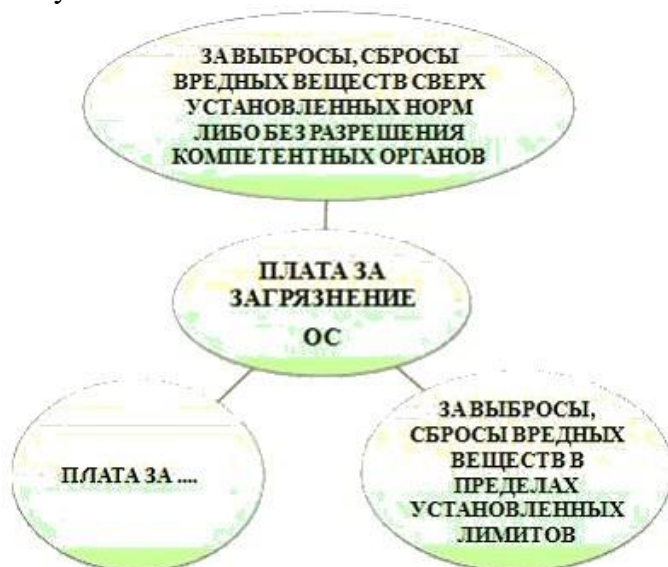 ЗА ВЫБРОСЫ, СБРОСЫ
ВРЕДНЫХ ВЕЩЕСТВ СВЕРХ
УСТАНОВЛЕННЫХ НОРМ
ЛИБО БЕЗ РАЗРЕШЕНИЯ
КОМПЕТЕНТНЫХ ОРГАНОВ
ПЛАТА ЗА
ЗАГРЯЗНЕНИЕ
ОС
ПЛАТА ЗА ....
ЗА ВЫБРОСЫ,
СБРОСЫ ВРЕДНЫХ
ВЕЩЕСТВ В
ПРЕДЕЛАХ
УСТАНОВЛЕННЫХ
ЛИМИТОВ